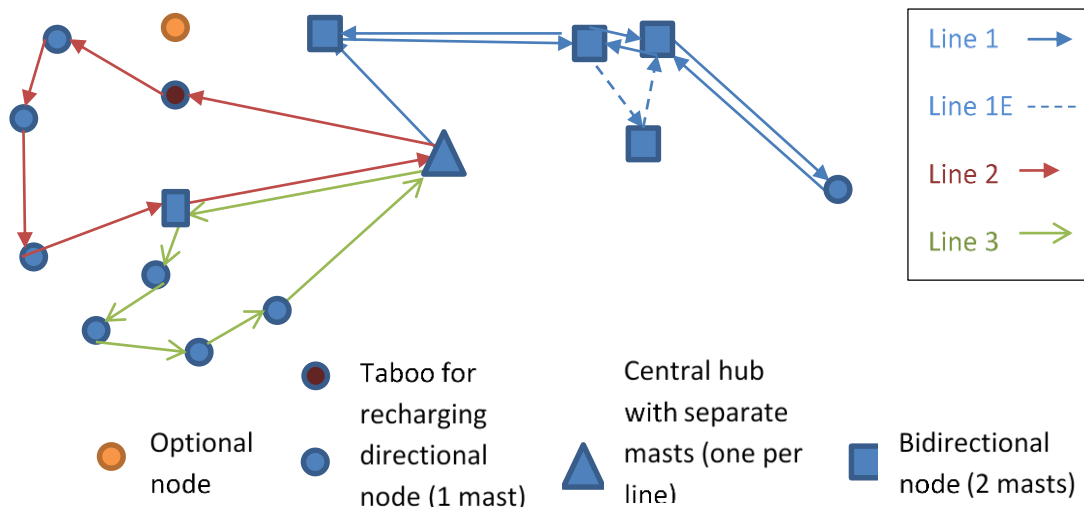 Line 1
Line 1E
Line 2
Line 3
Optional
node
Taboo for
recharging
directional
node (1 mast)
Central hub
with separate
masts (one per
line)
Bidirectional
node (2 masts)